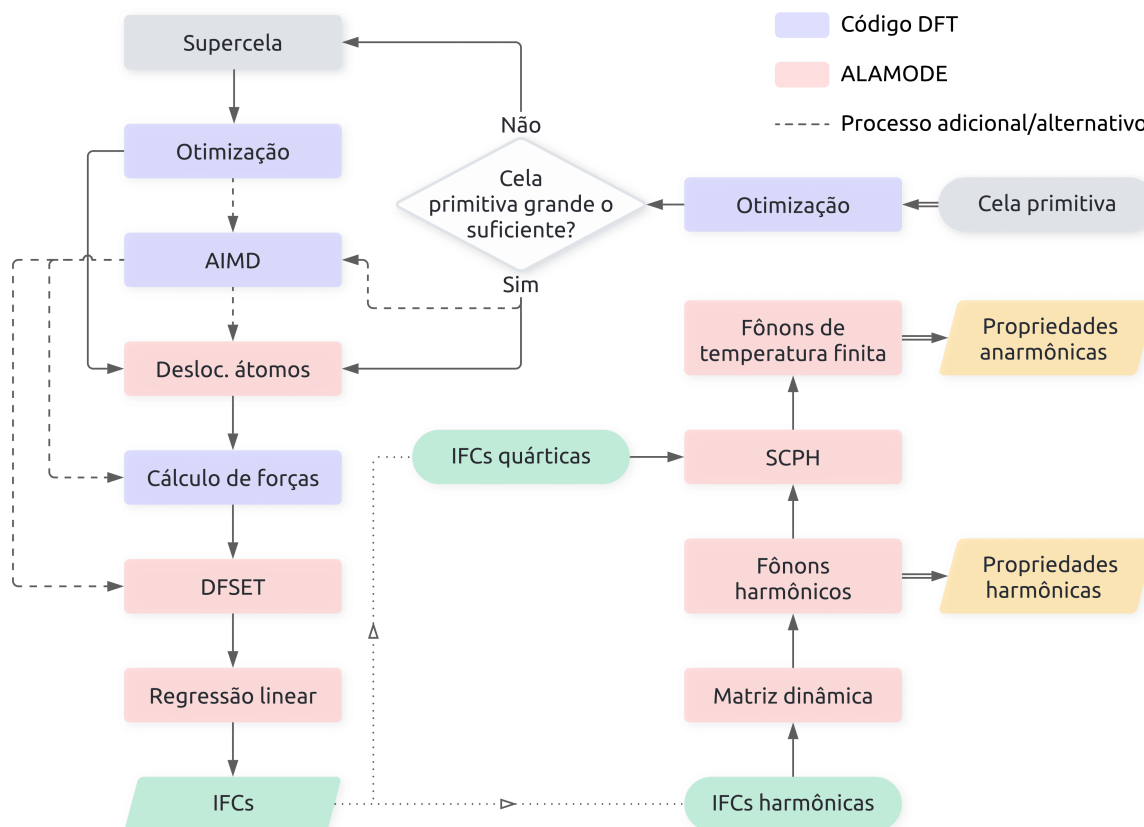 Supercela
Código DFT
ALAMODE
Processo adicional/alternativo
Não
Otimização
Cela
primitiva grande o
suficiente?
Otimização
Cela primitiva
AIMD
Sim
Desloc. átomos
Fônons de
temperatura finita
Propriedades
anarmônicas
IFCs quárticas
SCPH
Cálculo de forças
DFSET
Fônons
harmônicos
Propriedades
harmônicas
Regressão linear
Matriz dinâmica
IFCs
IFCs harmônicas